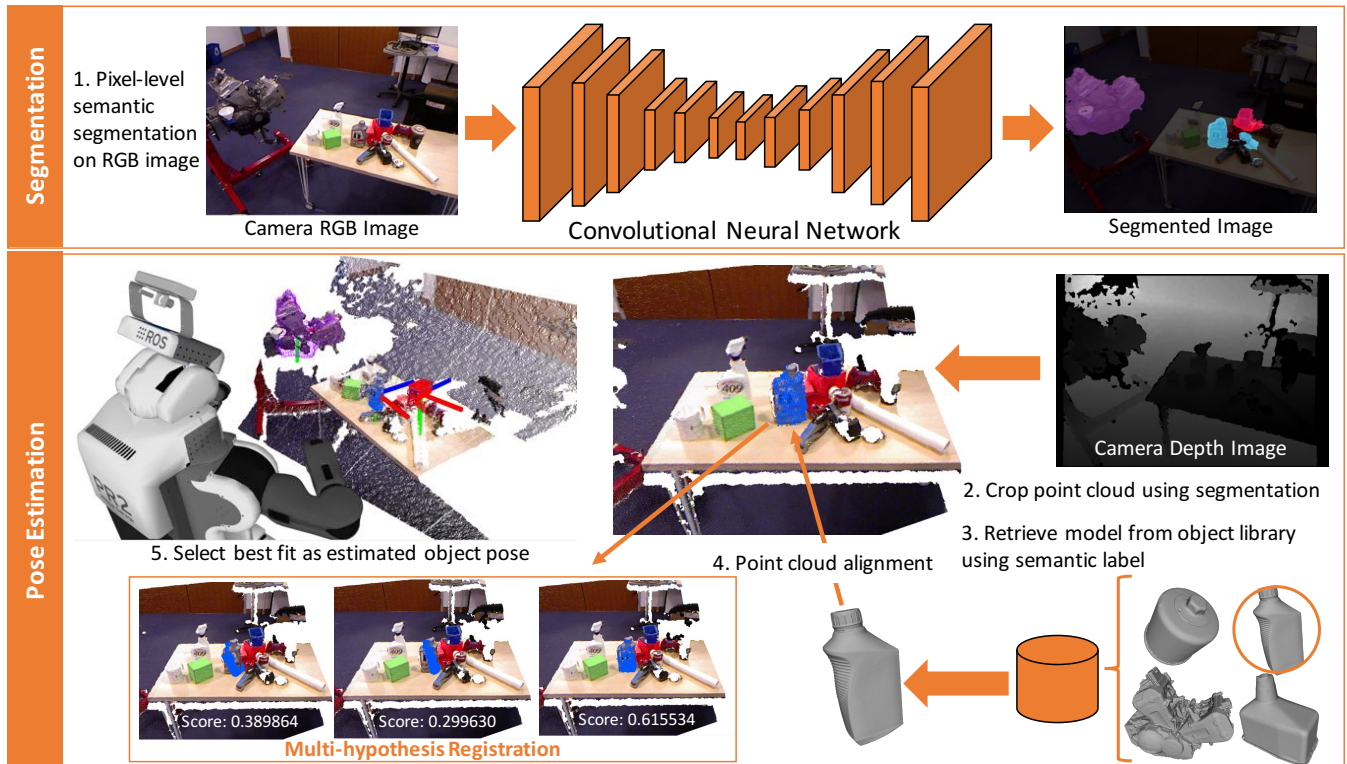 Segmentation
1. Pixel-level
semantic
segmentation
on RGB image
Camera RGB Image
Convolutional Neural Network
Segmented Image
Pose Estimation
ROS
PR2
409
Camera Depth Image
2. Crop point cloud using segmentation
3. Retrieve model from object library
using semantic label
4. Point cloud alignment
5. Select best fit as estimated object pose
409
Score: 0.389864
Score: 0.299630
Score: 0.615534
Multi-hypothesis Registration